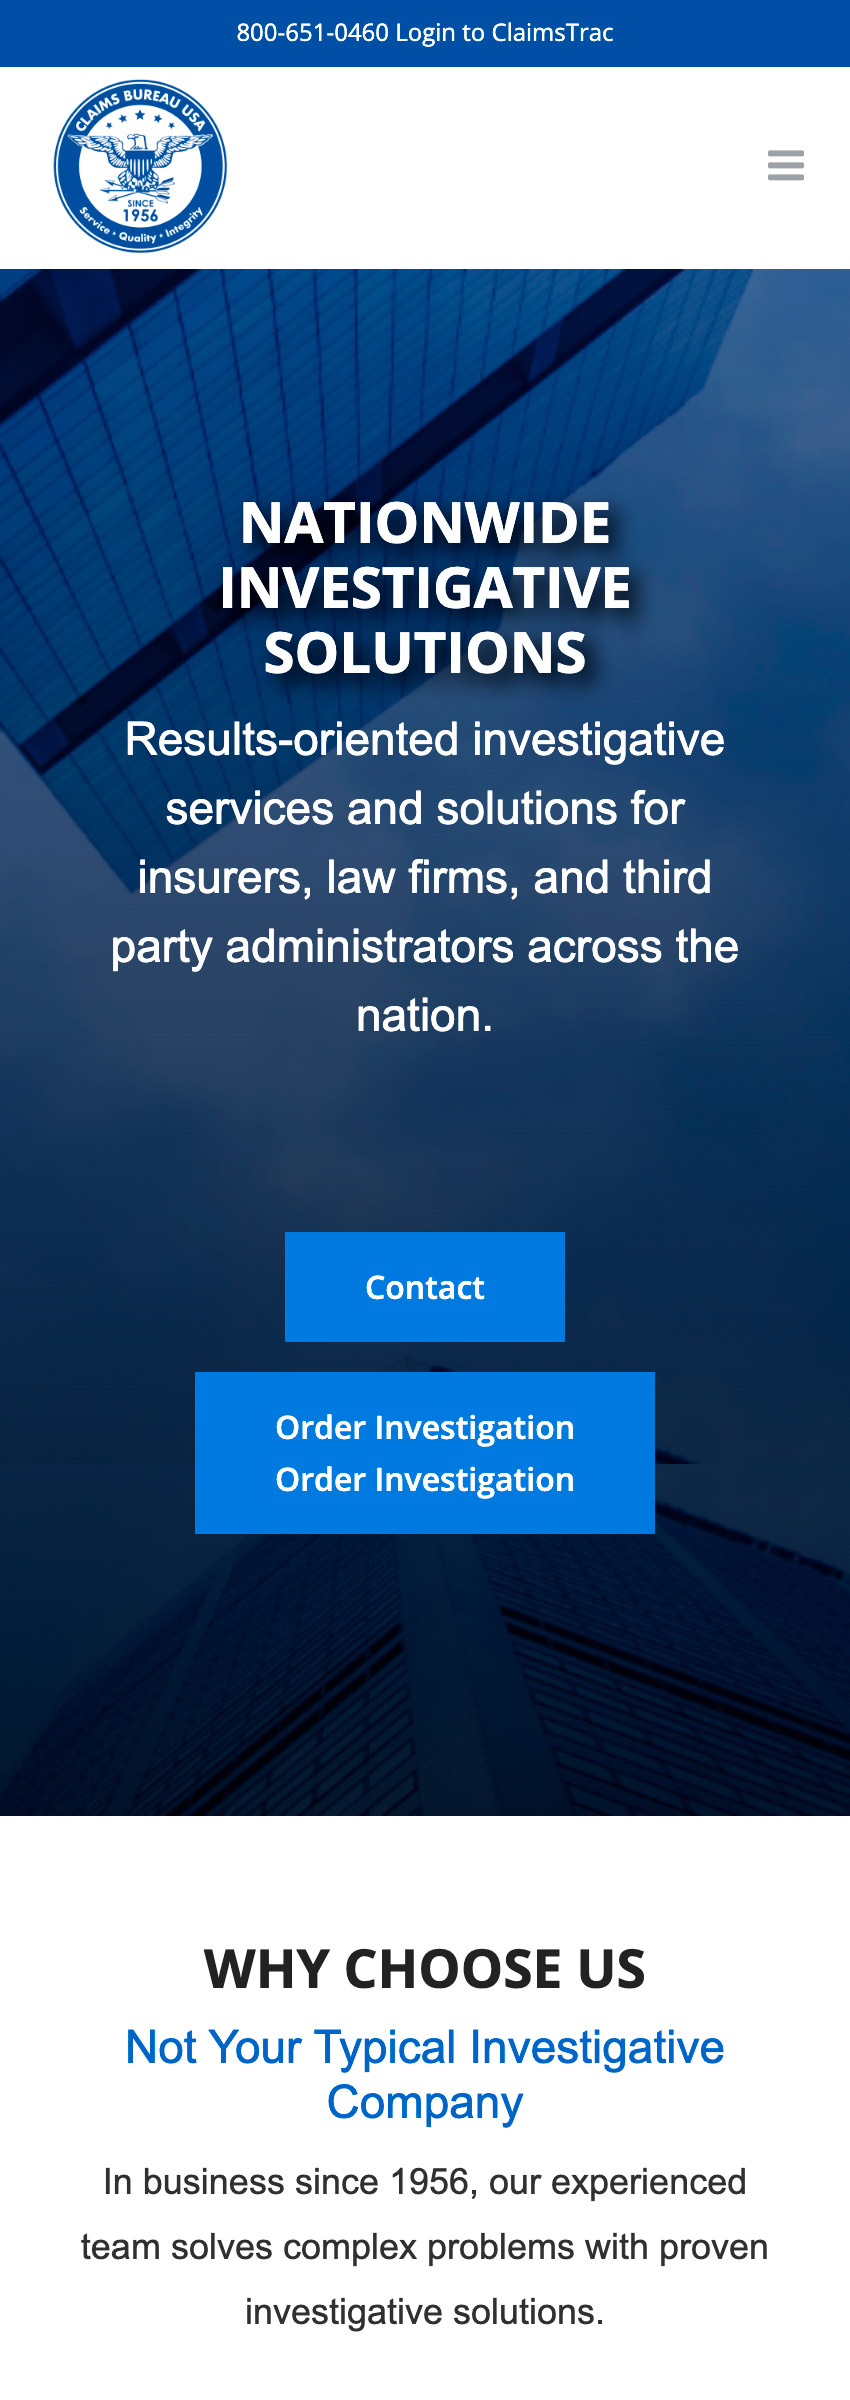 800-651-0460 Login to ClaimsTrac
CLAIMS BUREAU USA
SINCE
1956
Service • Quality • Integrity
NATIONWIDE
INVESTIGATIVE
SOLUTIONS
Results-oriented investigative
services and solutions for
insurers, law firms, and third
party administrators across the
nation.
Contact
Order Investigation
Order Investigation
WHY CHOOSE US
Not Your Typical Investigative
Company
In business since 1956, our experienced
team solves complex problems with proven
investigative solutions.